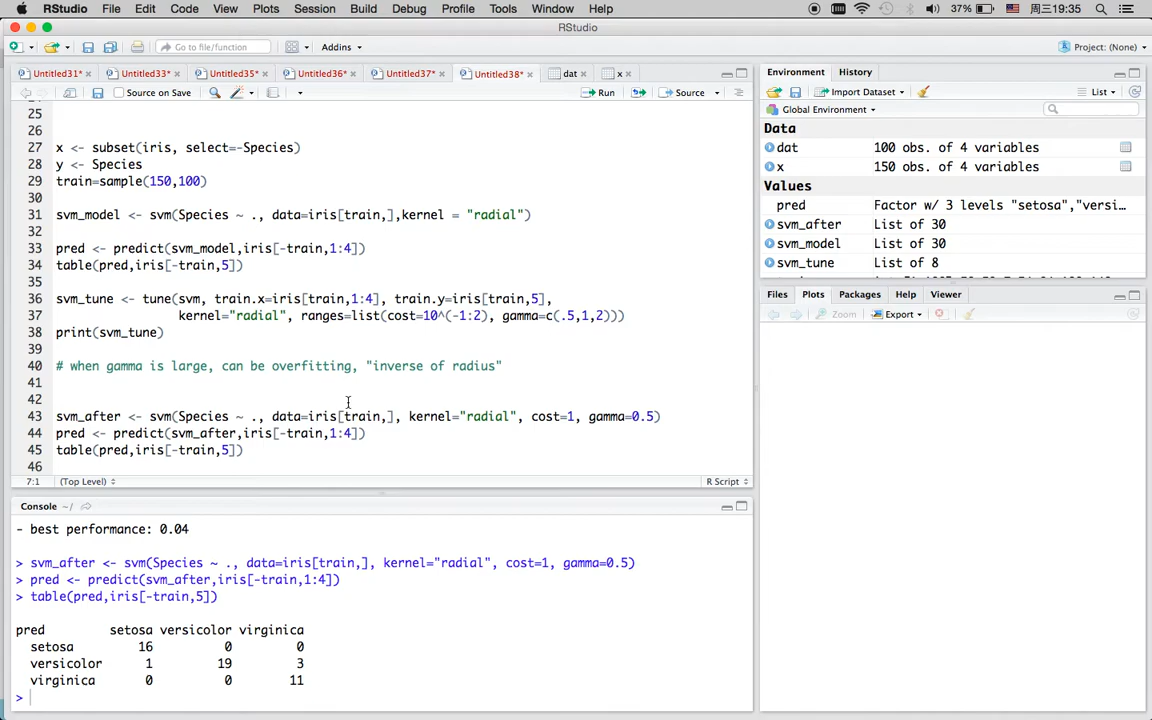 RStudio File Edit Code View Plots Session Build Debug Profile Tools Window Help 37% 周三19:35
RStudio
Go to file/function Addins Project: (None)
Untitled31* Untitled33* Untitled35* Untitled36* Untitled37* Untitled38* dat x
Source on Save Run Source
25
26
27 x <- subset(iris, select=-Species)
28 y <- Species
29 train=sample(150,100)
30
31 svm_model <- svm(Species ~ ., data=iris[train,],kernel = "radial")
32
33 pred <- predict(svm_model,iris[-train,1:4])
34 table(pred,iris[-train,5])
35
36 svm_tune <- tune(svm, train.x=iris[train,1:4], train.y=iris[train,5],
37 kernel="radial", ranges=list(cost=10^(-1:2), gamma=c(.5,1,2)))
38 print(svm_tune)
39
40 # when gamma is large, can be overfitting, "inverse of radius"
41
42
43 svm_after <- svm(Species ~ ., data=iris[train,], kernel="radial", cost=1, gamma=0.5)
44 pred <- predict(svm_after,iris[-train,1:4])
45 table(pred,iris[-train,5])
46
7:1 (Top Level) R Script
Console ~/
- best performance: 0.04
> svm_after <- svm(Species ~ ., data=iris[train,], kernel="radial", cost=1, gamma=0.5)
> pred <- predict(svm_after,iris[-train,1:4])
> table(pred,iris[-train,5])
pred setosa versicolor virginica
setosa 16 0 0
versicolor 1 19 3
virginica 0 0 11
>
Environment History
Import Dataset List
Global Environment
Data
dat 100 obs. of 4 variables
x 150 obs. of 4 variables
Values
pred Factor w/ 3 levels "setosa","versi…
svm_after List of 30
svm_model List of 30
svm_tune List of 8
Files Plots Packages Help Viewer
Zoom Export